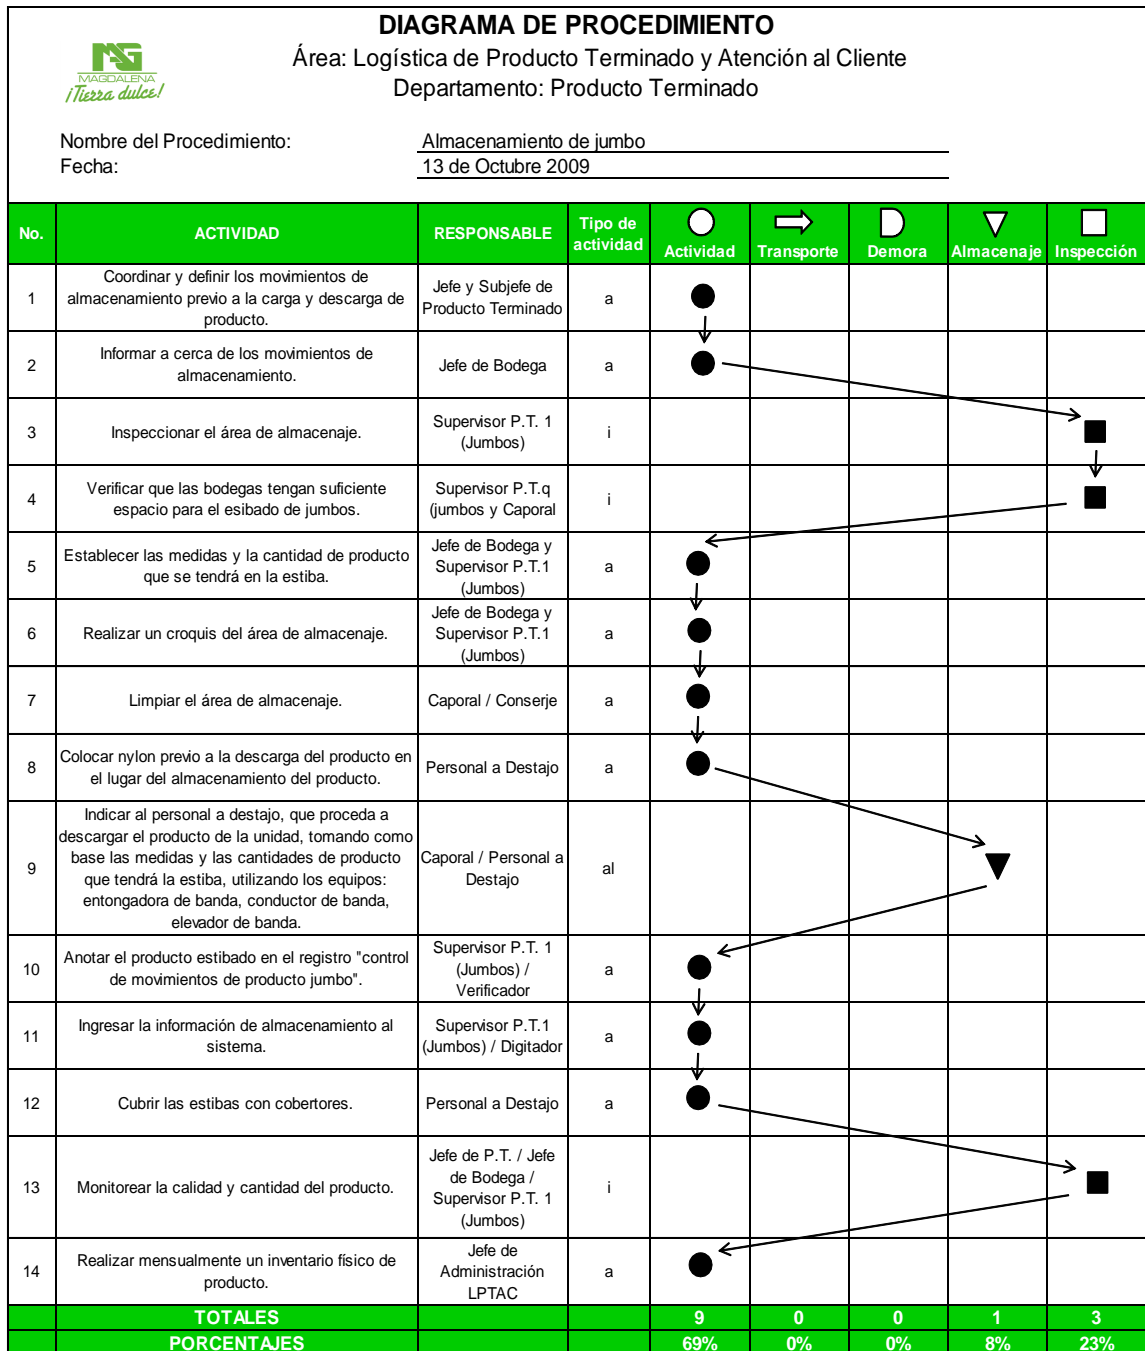 DIAGRAMA DE PROCEDIMIENTO
Área: Logística de Producto Terminado y Atención al Cliente
Departamento: Producto Terminado
MAGDALENA
¡Tierra dulce!
Nombre del Procedimiento: Almacenamiento de jumbo
Fecha: 13 de Octubre 2009
No. ACTIVIDAD RESPONSABLE Tipo de actividad Actividad Transporte Demora Almacenaje Inspección
1 Coordinar y definir los movimientos de
almacenamiento previo a la carga y descarga de
producto.
Jefe y Subjefe de
Producto Terminado
a
2 Informar a cerca de los movimientos de
almacenamiento.
Jefe de Bodega
a
3 Inspeccionar el área de almacenaje.
Supervisor P.T. 1
(Jumbos)
i
4 Verificar que las bodegas tengan suficiente
espacio para el esibado de jumbos.
Supervisor P.T.q
(jumbos y Caporal
i
5 Establecer las medidas y la cantidad de producto
que se tendrá en la estiba.
Jefe de Bodega y
Supervisor P.T.1
(Jumbos)
a
6 Realizar un croquis del área de almacenaje.
Jefe de Bodega y
Supervisor P.T.1
(Jumbos)
a
7 Limpiar el área de almacenaje.
Caporal / Conserje
a
8 Colocar nylon previo a la descarga del producto en
el lugar del almacenamiento del producto.
Personal a Destajo
a
9 Indicar al personal a destajo, que proceda a
descargar el producto de la unidad, tomando como
base las medidas y las cantidades de producto
que tendrá la estiba, utilizando los equipos:
entongadora de banda, conductor de banda,
elevador de banda.
Caporal / Personal a
Destajo
al
10 Anotar el producto estibado en el registro "control
de movimientos de producto jumbo".
Supervisor P.T. 1
(Jumbos) /
Verificador
a
11 Ingresar la información de almacenamiento al
sistema.
Supervisor P.T.1
(Jumbos) / Digitador
a
12 Cubrir las estibas con cobertores.
Personal a Destajo
a
13 Monitorear la calidad y cantidad del producto.
Jefe de P.T. / Jefe
de Bodega /
Supervisor P.T. 1
(Jumbos)
i
14 Realizar mensualmente un inventario físico de
producto.
Jefe de
Administración
LPTAC
a
TOTALES 9 0 0 1 3
PORCENTAJES 69% 0% 0% 8% 23%